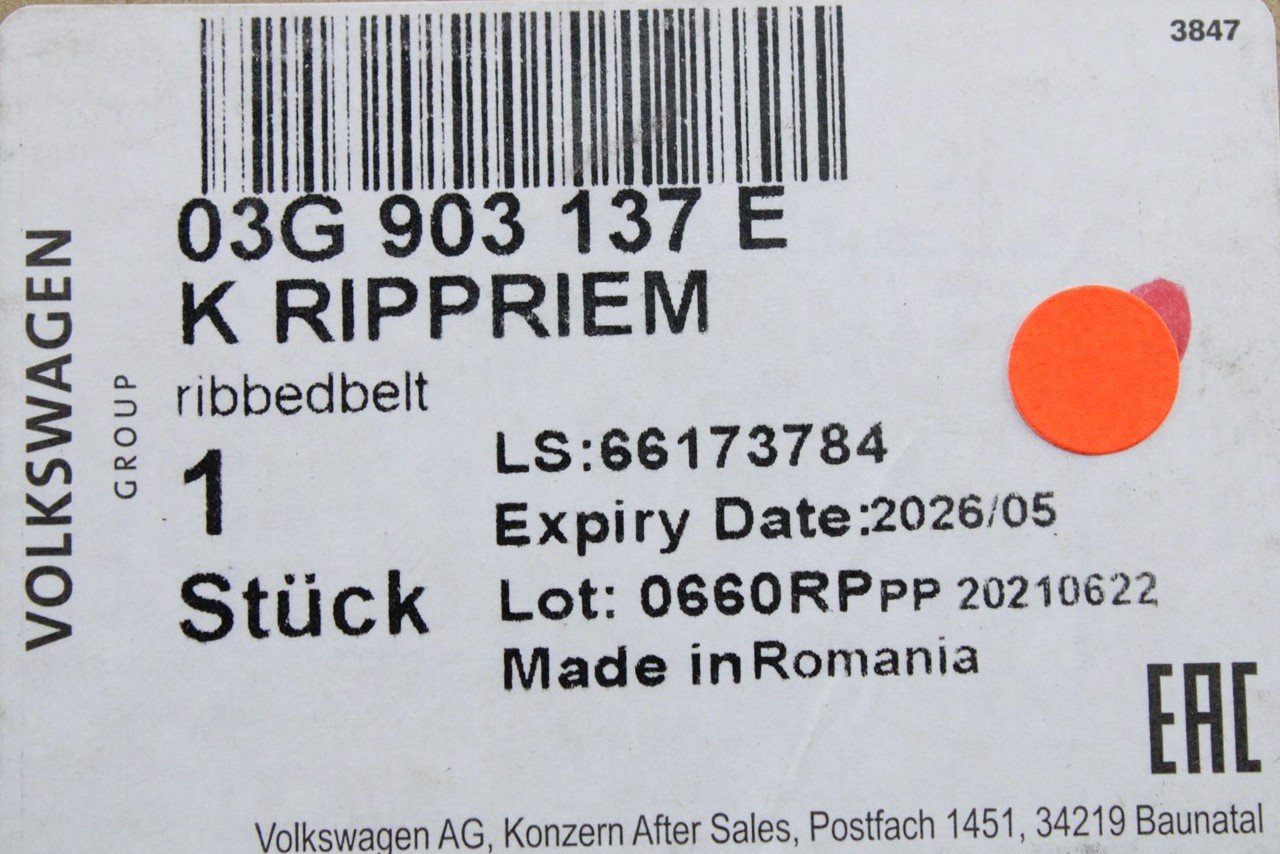 3847
03G 903 137 E
K RIPPRIEM
ribbedbelt
1
Stück
LS:66173784
Expiry Date:2026/05
Lot: 0660RPPP 20210622
Made in Romania
VOLKSWAGEN
GROUP
EAC
Volkswagen AG, Konzern After Sales, Postfach 1451, 34219 Baunatal